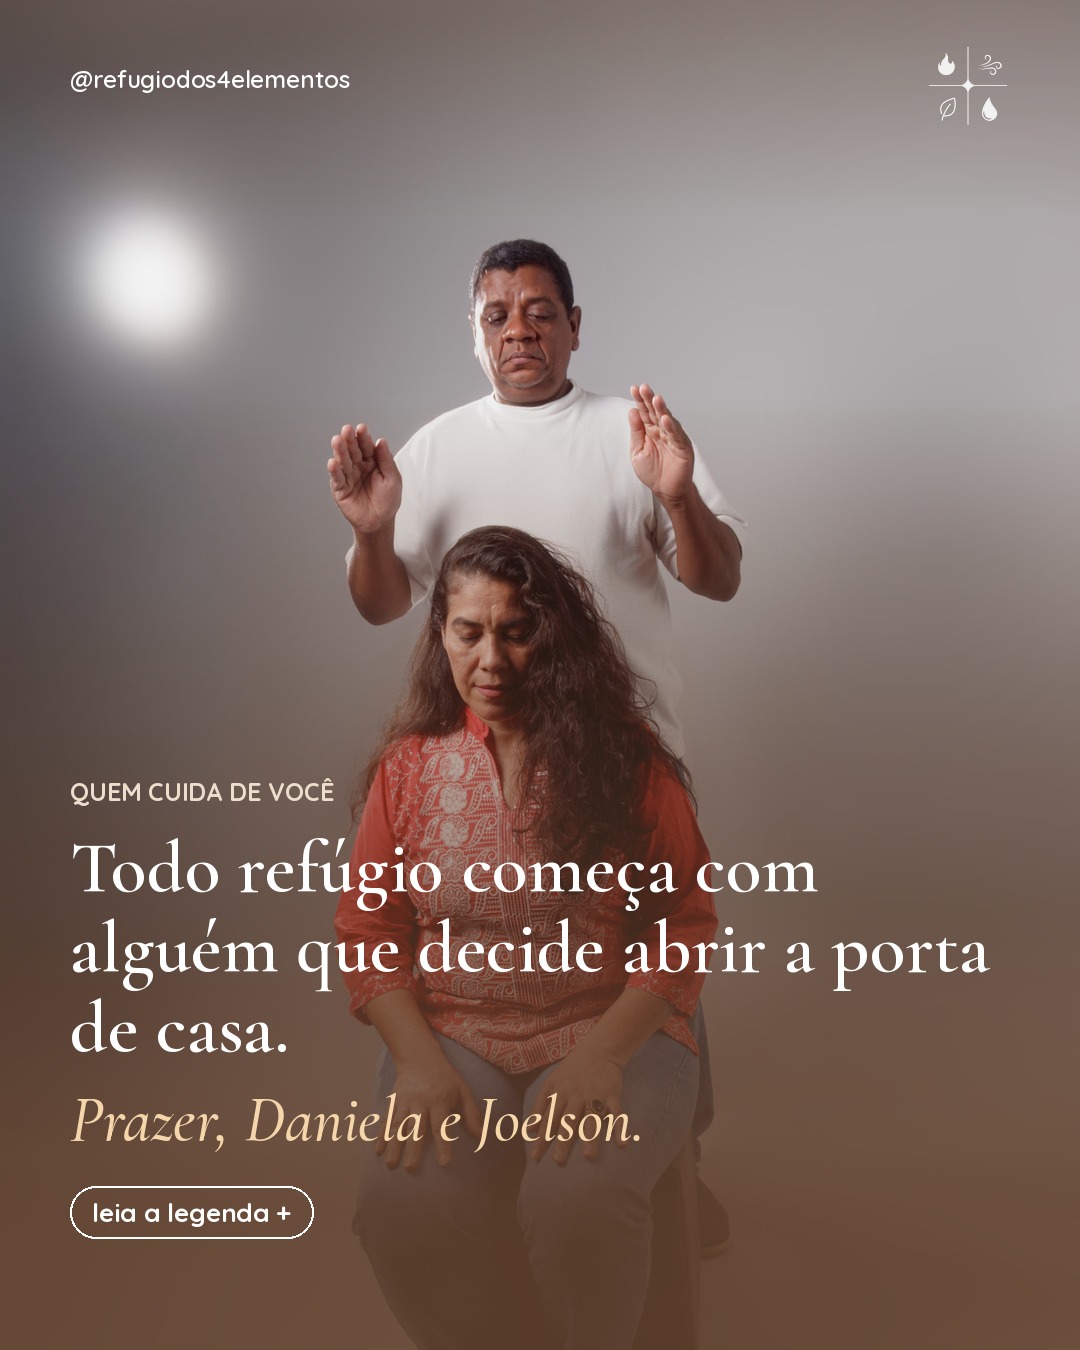 @refugiodos4elementos
QUEM CUIDA DE VOCÊ
Todo refúgio começa com
alguém que decide abrir a porta
de casa.
Prazer, Daniela e Joelson.
leia a legenda +